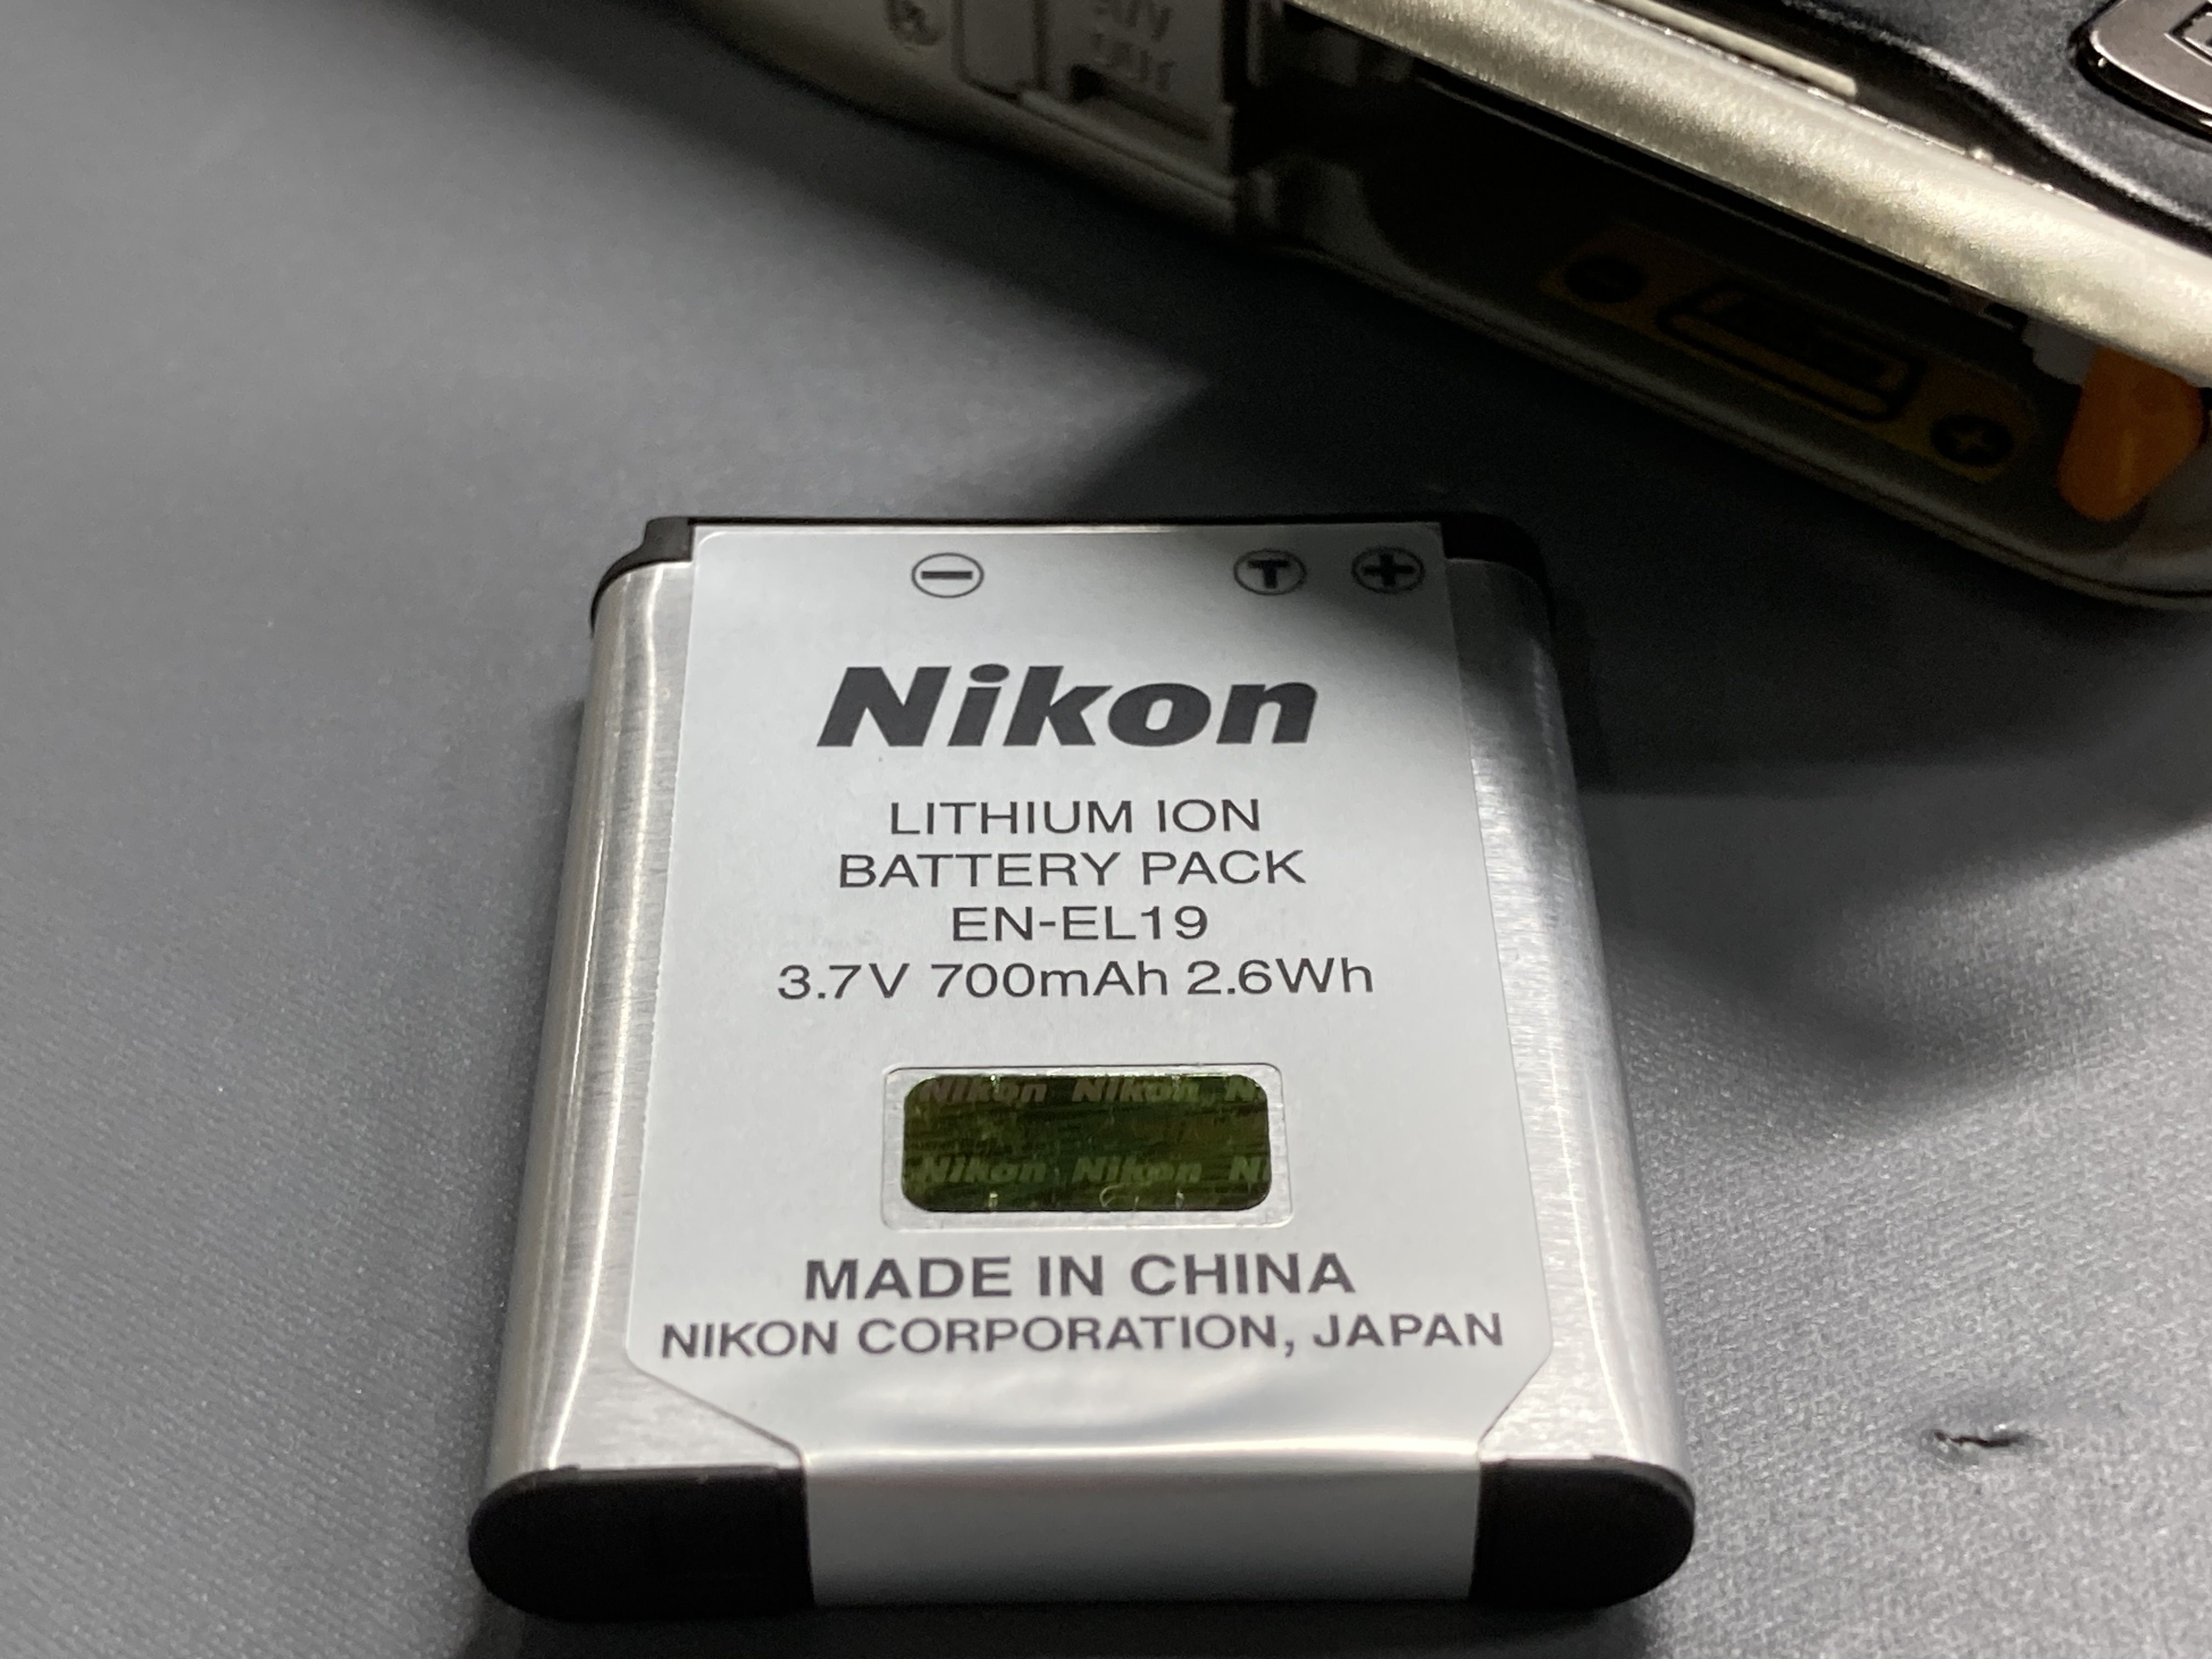 Nikon
LITHIUM ION
BATTERY PACK
EN-EL19
3.7V 700mAh 2.6Wh
Nikon Nikon N
Nikon Nikon N
MADE IN CHINA
NIKON CORPORATION, JAPAN